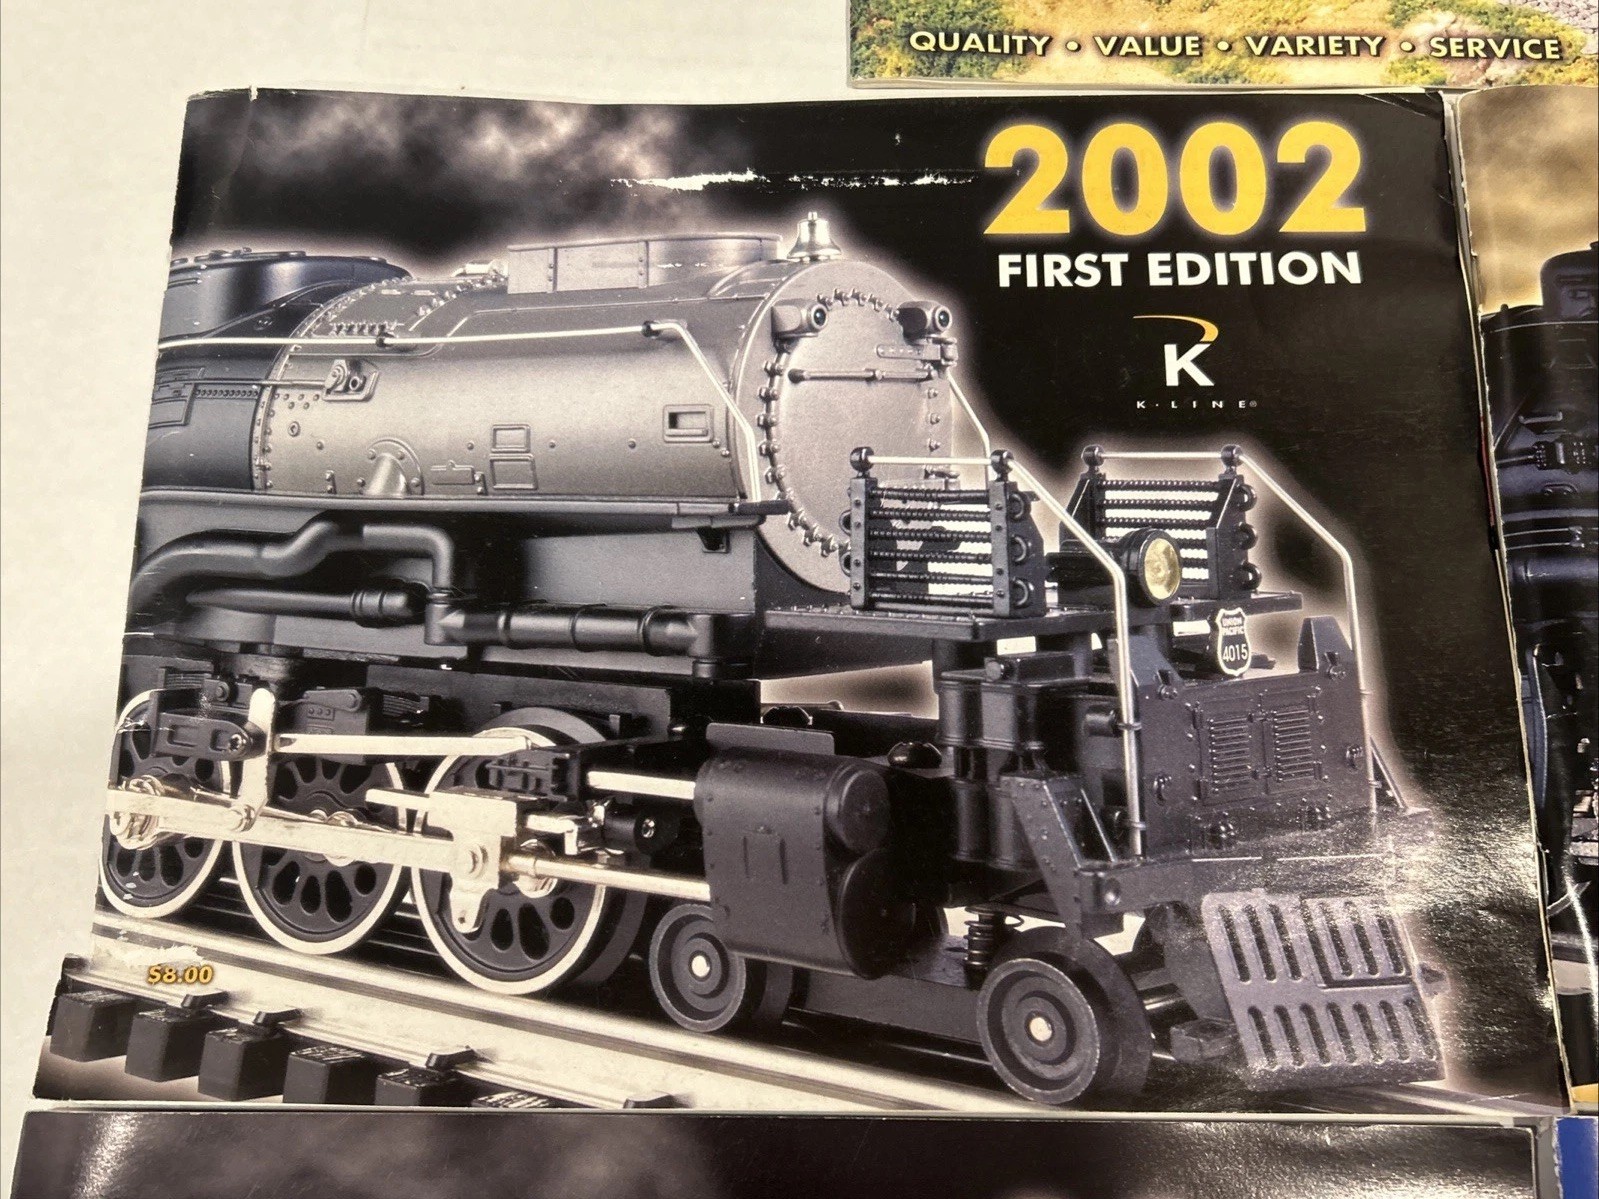 QUALITY • VALUE • VARIETY • SERVICE
2002
FIRST EDITION
K
K·LINE®
UNION
PACIFIC
4015
$8.00